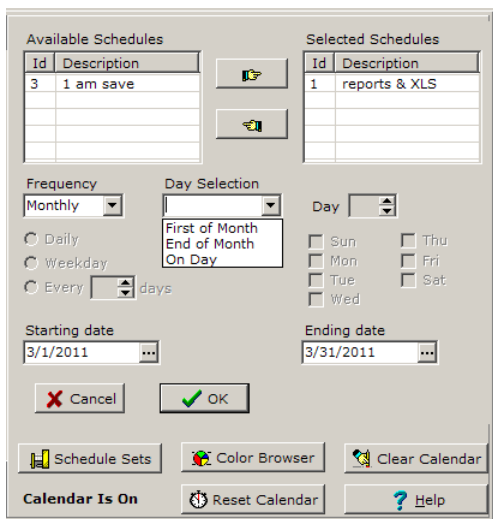 Available Schedules
Id Description
3 1 am save
Selected Schedules
Id Description
1 reports & XLS
Frequency
Monthly
Day Selection
First of Month
End of Month
On Day
Day
Daily
Weekday
Every days
Sun Thu
Mon Fri
Tue Sat
Wed
Starting date
3/1/2011 ...
Ending date
3/31/2011 ...
Cancel OK
Schedule Sets Color Browser Clear Calendar
Calendar Is On Reset Calendar Help